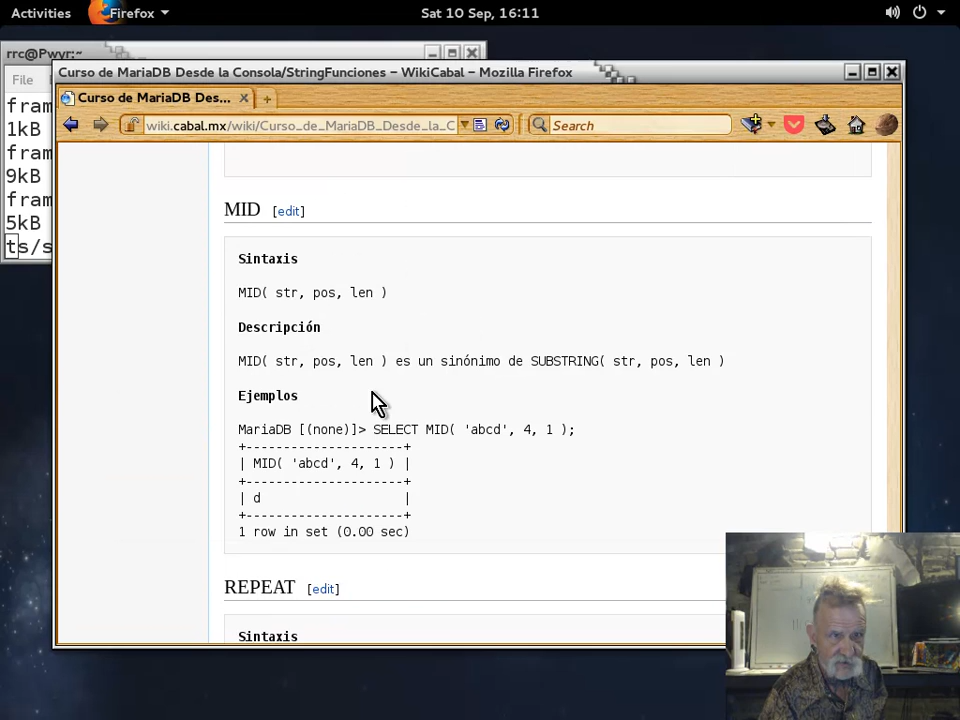 Activities
Firefox
Sat 10 Sep, 16:11
rrc@Pwyr:~
Curso de MariaDB Desde la Consola/StringFunciones – WikiCabal – Mozilla Firefox
File
Curso de MariaDB Des...
wiki.cabal.mx/wiki/Curso_de_MariaDB_Desde_la_C
Search
fram
1kB
fram
9kB
fram
5kB
ts/s
MID [edit]
Sintaxis
MID( str, pos, len )
Descripción
MID( str, pos, len ) es un sinónimo de SUBSTRING( str, pos, len )
Ejemplos
MariaDB [(none)]> SELECT MID( 'abcd', 4, 1 );
+---------------------+
| MID( 'abcd', 4, 1 ) |
+---------------------+
| d                   |
+---------------------+
1 row in set (0.00 sec)
REPEAT [edit]
Sintaxis